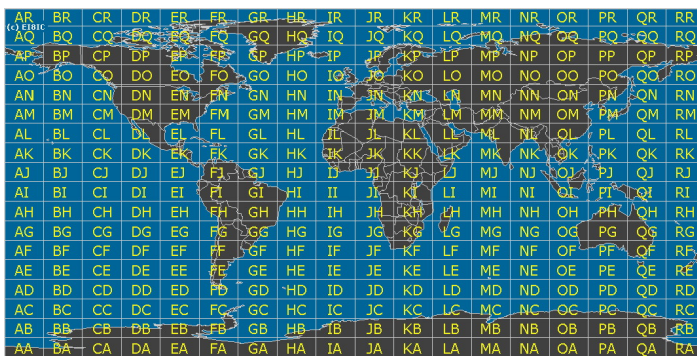 AR BR CR DR ER FR GR HR IR JR KR LR MR NR OR PR QR RR
(c) EI8IC
BQ CQ DQ EQ FQ GQ HQ IQ JQ KQ LQ MQ NQ OQ PQ QQ RQ
AP BP CP DP EP FP GP HP IP JP KP LP MP NP OP PP QP RP
AO BO CO DO EO FO GO HO IO JO KO LO MO NO OO PO QO RO
AN BN CN DN EN FN GN HN IN JN KN LN MN NN ON PN QN RN
AM BM CM DM EM FM GM HM IM JM KM LM MM NM OM PM QM RM
AL BL CL DL EL FL GL HL IL JL KL LL ML NL OL PL QL RL
AK BK CK DK EK FK GK HK IK JK KK LK MK NK OK PK QK RK
AJ BJ CJ DJ EJ FJ GJ HJ IJ JJ KJ LJ MJ NJ OJ PJ QJ RJ
AI BI CI DI EI FI GI HI II JI KI LI MI NI OI PI QI RI
AH BH CH DH EH FH GH HH IH JH KH LH MH NH OH PH QH RH
AG BG CG DG EG FG GG HG IG JG KG LG MG NG OG PG QG RG
AF BF CF DF EF FF GF HF IF JF KF LF MF NF OF PF QF RF
AE BE CE DE EE FE GE HE IE JE KE LE ME NE OE PE QE RE
AD BD CD DD ED FD GD HD ID JD KD LD MD ND OD PD QD RD
AC BC CC DC EC FC GC HC IC JC KC LC MC NC OC PC QC RC
AB BB CB DB EB FB GB HB IB JB KB LB MB NB OB PB QB RB
AA BA CA DA EA FA GA HA IA JA KA LA MA NA OA PA QA RA